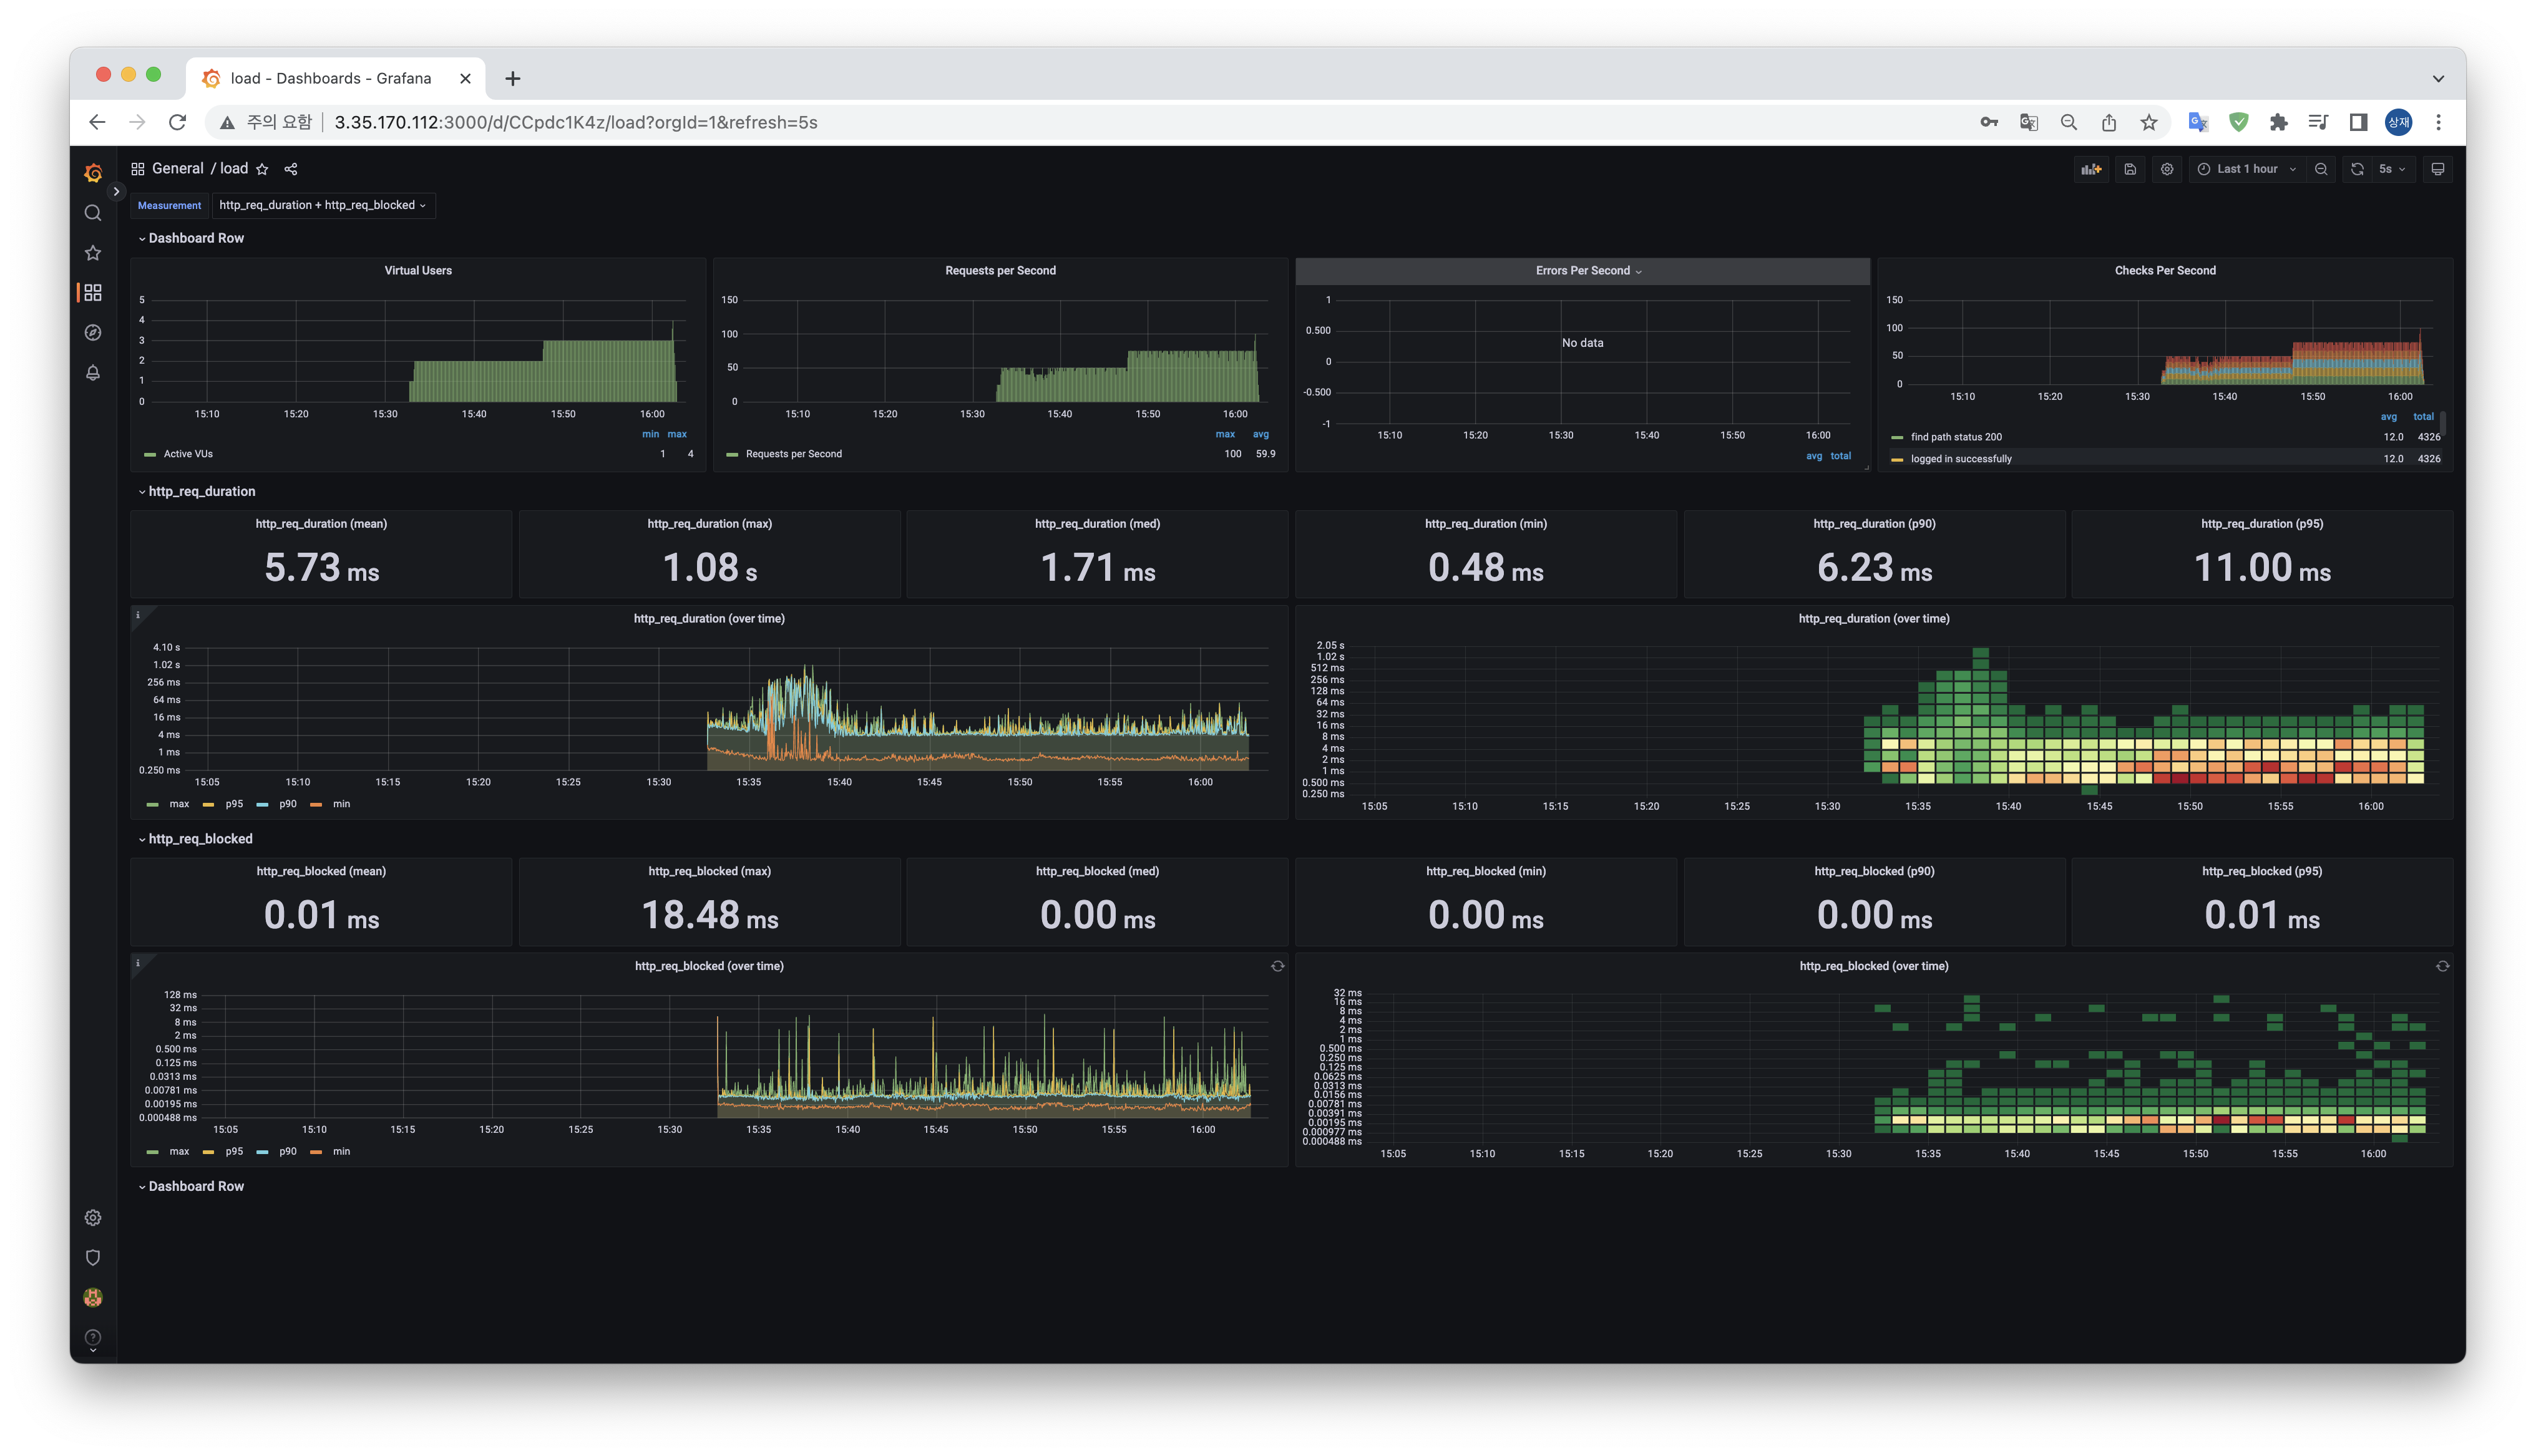 load - Dashboards - Grafana
주의 요함 3.35.170.112:3000/d/CCpdc1K4z/load?orgId=1&refresh=5s
상재
General / load
Last 1 hour 5s
Measurement http_req_duration + http_req_blocked
Dashboard Row
Virtual Users
5
4
3
2
1
0
15:10 15:20 15:30 15:40 15:50 16:00
min max
Active VUs 1 4
Requests per Second
150
100
50
0
15:10 15:20 15:30 15:40 15:50 16:00
max avg
Requests per Second 100 59.9
Errors Per Second
1
0.500
0
-0.500
-1
No data
15:10 15:20 15:30 15:40 15:50 16:00
avg total
Checks Per Second
150
100
50
0
15:10 15:20 15:30 15:40 15:50 16:00
avg total
find path status 200 12.0 4326
logged in successfully 12.0 4326
http_req_duration
http_req_duration (mean)
5.73 ms
http_req_duration (max)
1.08 s
http_req_duration (med)
1.71 ms
http_req_duration (min)
0.48 ms
http_req_duration (p90)
6.23 ms
http_req_duration (p95)
11.00 ms
http_req_duration (over time)
4.10 s
1.02 s
256 ms
64 ms
16 ms
4 ms
1 ms
0.250 ms
15:05 15:10 15:15 15:20 15:25 15:30 15:35 15:40 15:45 15:50 15:55 16:00
max p95 p90 min
http_req_duration (over time)
2.05 s
1.02 s
512 ms
256 ms
128 ms
64 ms
32 ms
16 ms
8 ms
4 ms
2 ms
1 ms
0.500 ms
0.250 ms
15:05 15:10 15:15 15:20 15:25 15:30 15:35 15:40 15:45 15:50 15:55 16:00
http_req_blocked
http_req_blocked (mean)
0.01 ms
http_req_blocked (max)
18.48 ms
http_req_blocked (med)
0.00 ms
http_req_blocked (min)
0.00 ms
http_req_blocked (p90)
0.00 ms
http_req_blocked (p95)
0.01 ms
http_req_blocked (over time)
128 ms
32 ms
8 ms
2 ms
0.500 ms
0.125 ms
0.0313 ms
0.00781 ms
0.00195 ms
0.000488 ms
15:05 15:10 15:15 15:20 15:25 15:30 15:35 15:40 15:45 15:50 15:55 16:00
max p95 p90 min
http_req_blocked (over time)
32 ms
16 ms
8 ms
4 ms
2 ms
1 ms
0.500 ms
0.250 ms
0.125 ms
0.0625 ms
0.0313 ms
0.0156 ms
0.00781 ms
0.00391 ms
0.00195 ms
0.000977 ms
0.000488 ms
15:05 15:10 15:15 15:20 15:25 15:30 15:35 15:40 15:45 15:50 15:55 16:00
Dashboard Row